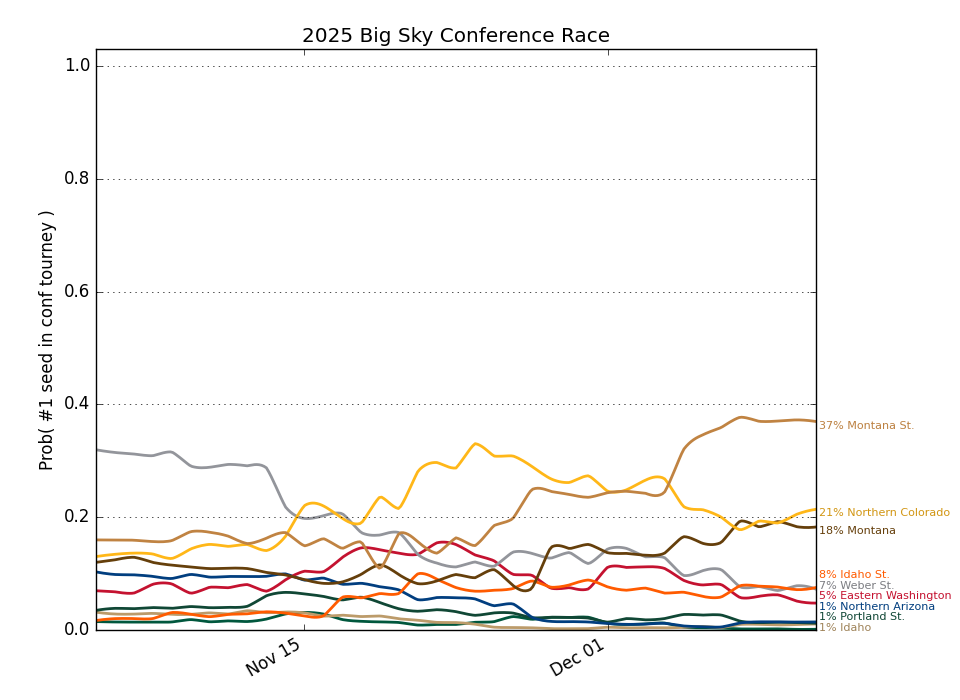 2025 Big Sky Conference Race
Prob( #1 seed in conf tourney )
1.0
0.8
0.6
0.4
0.2
0.0
Nov 15
Dec 01
37% Montana St.
21% Northern Colorado
18% Montana
8% Idaho St.
7% Weber St.
5% Eastern Washington
1% Northern Arizona
1% Portland St.
1% Idaho